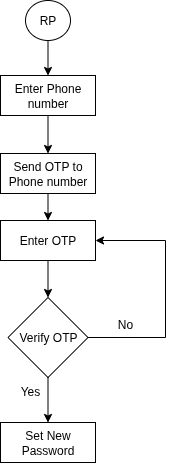 RP
Enter Phone
number
Send OTP to
Phone number
Enter OTP
Verify OTP
No
Yes
Set New
Password